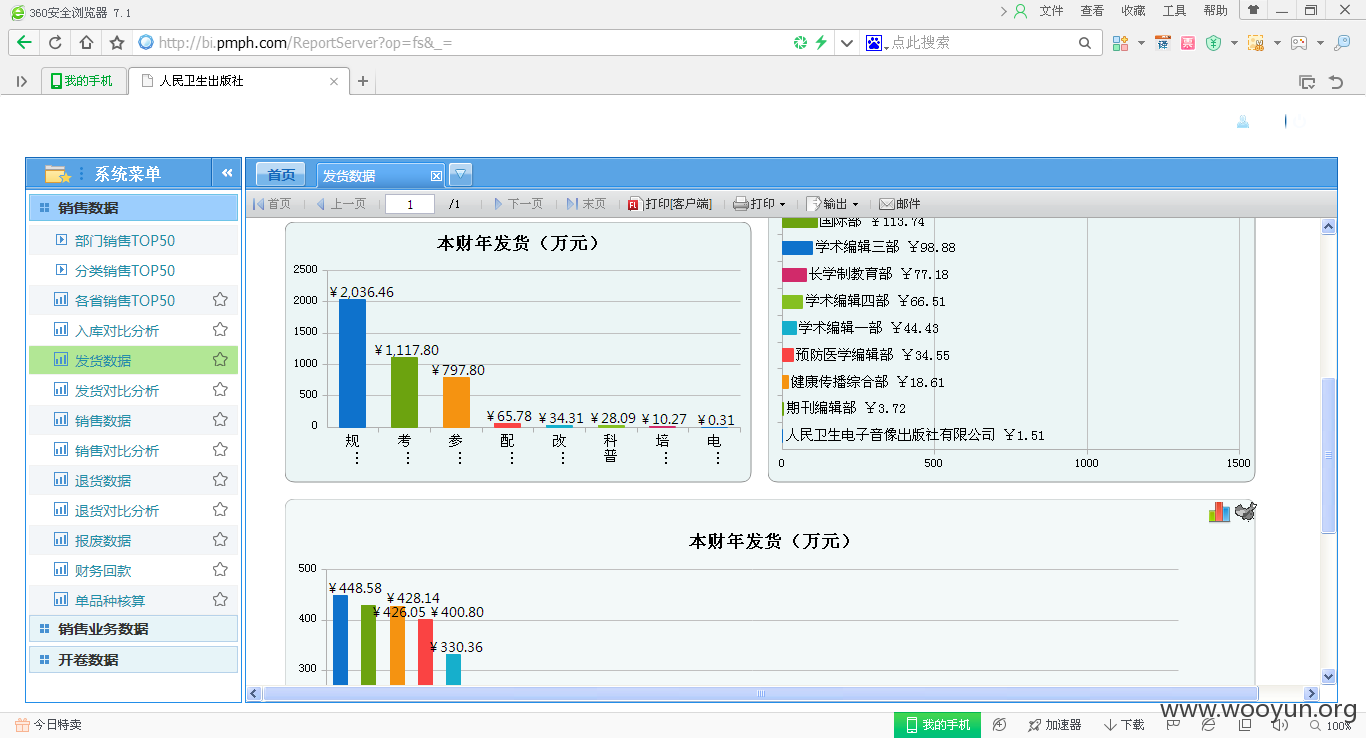 360安全浏览器 7.1
文件 查看 收藏 工具 帮助
http://bi.pmph.com/ReportServer?op=fs&_=
点此搜索
我的手机 人民卫生出版社
系统菜单
首页 发货数据
首页 上一页 1 /1 下一页 末页 打印[客户端] 打印 输出 邮件
销售数据
部门销售TOP50
分类销售TOP50
各省销售TOP50
入库对比分析
发货数据
发货对比分析
销售数据
销售对比分析
退货数据
退货对比分析
报废数据
财务回款
单品种核算
销售业务数据
开卷数据
本财年发货（万元）
2500
2000
1500
1000
500
0
￥2,036.46
￥1,117.80
￥797.80
￥65.78
￥34.31
￥28.09
￥10.27
￥0.31
规…
考…
参…
配…
改…
科普
培…
电…
国际部 ￥113.74
学术编辑三部 ￥98.88
长学制教育部 ￥77.18
学术编辑四部 ￥66.51
学术编辑一部 ￥44.43
预防医学编辑部 ￥34.55
健康传播综合部 ￥18.61
期刊编辑部 ￥3.72
人民卫生电子音像出版社有限公司 ￥1.51
0 500 1000 1500
本财年发货（万元）
500
400
300
￥448.58
￥426.05
￥428.14
￥400.80
￥330.36
今日特卖
我的手机 加速器 下载 100%
www.wooyun.org